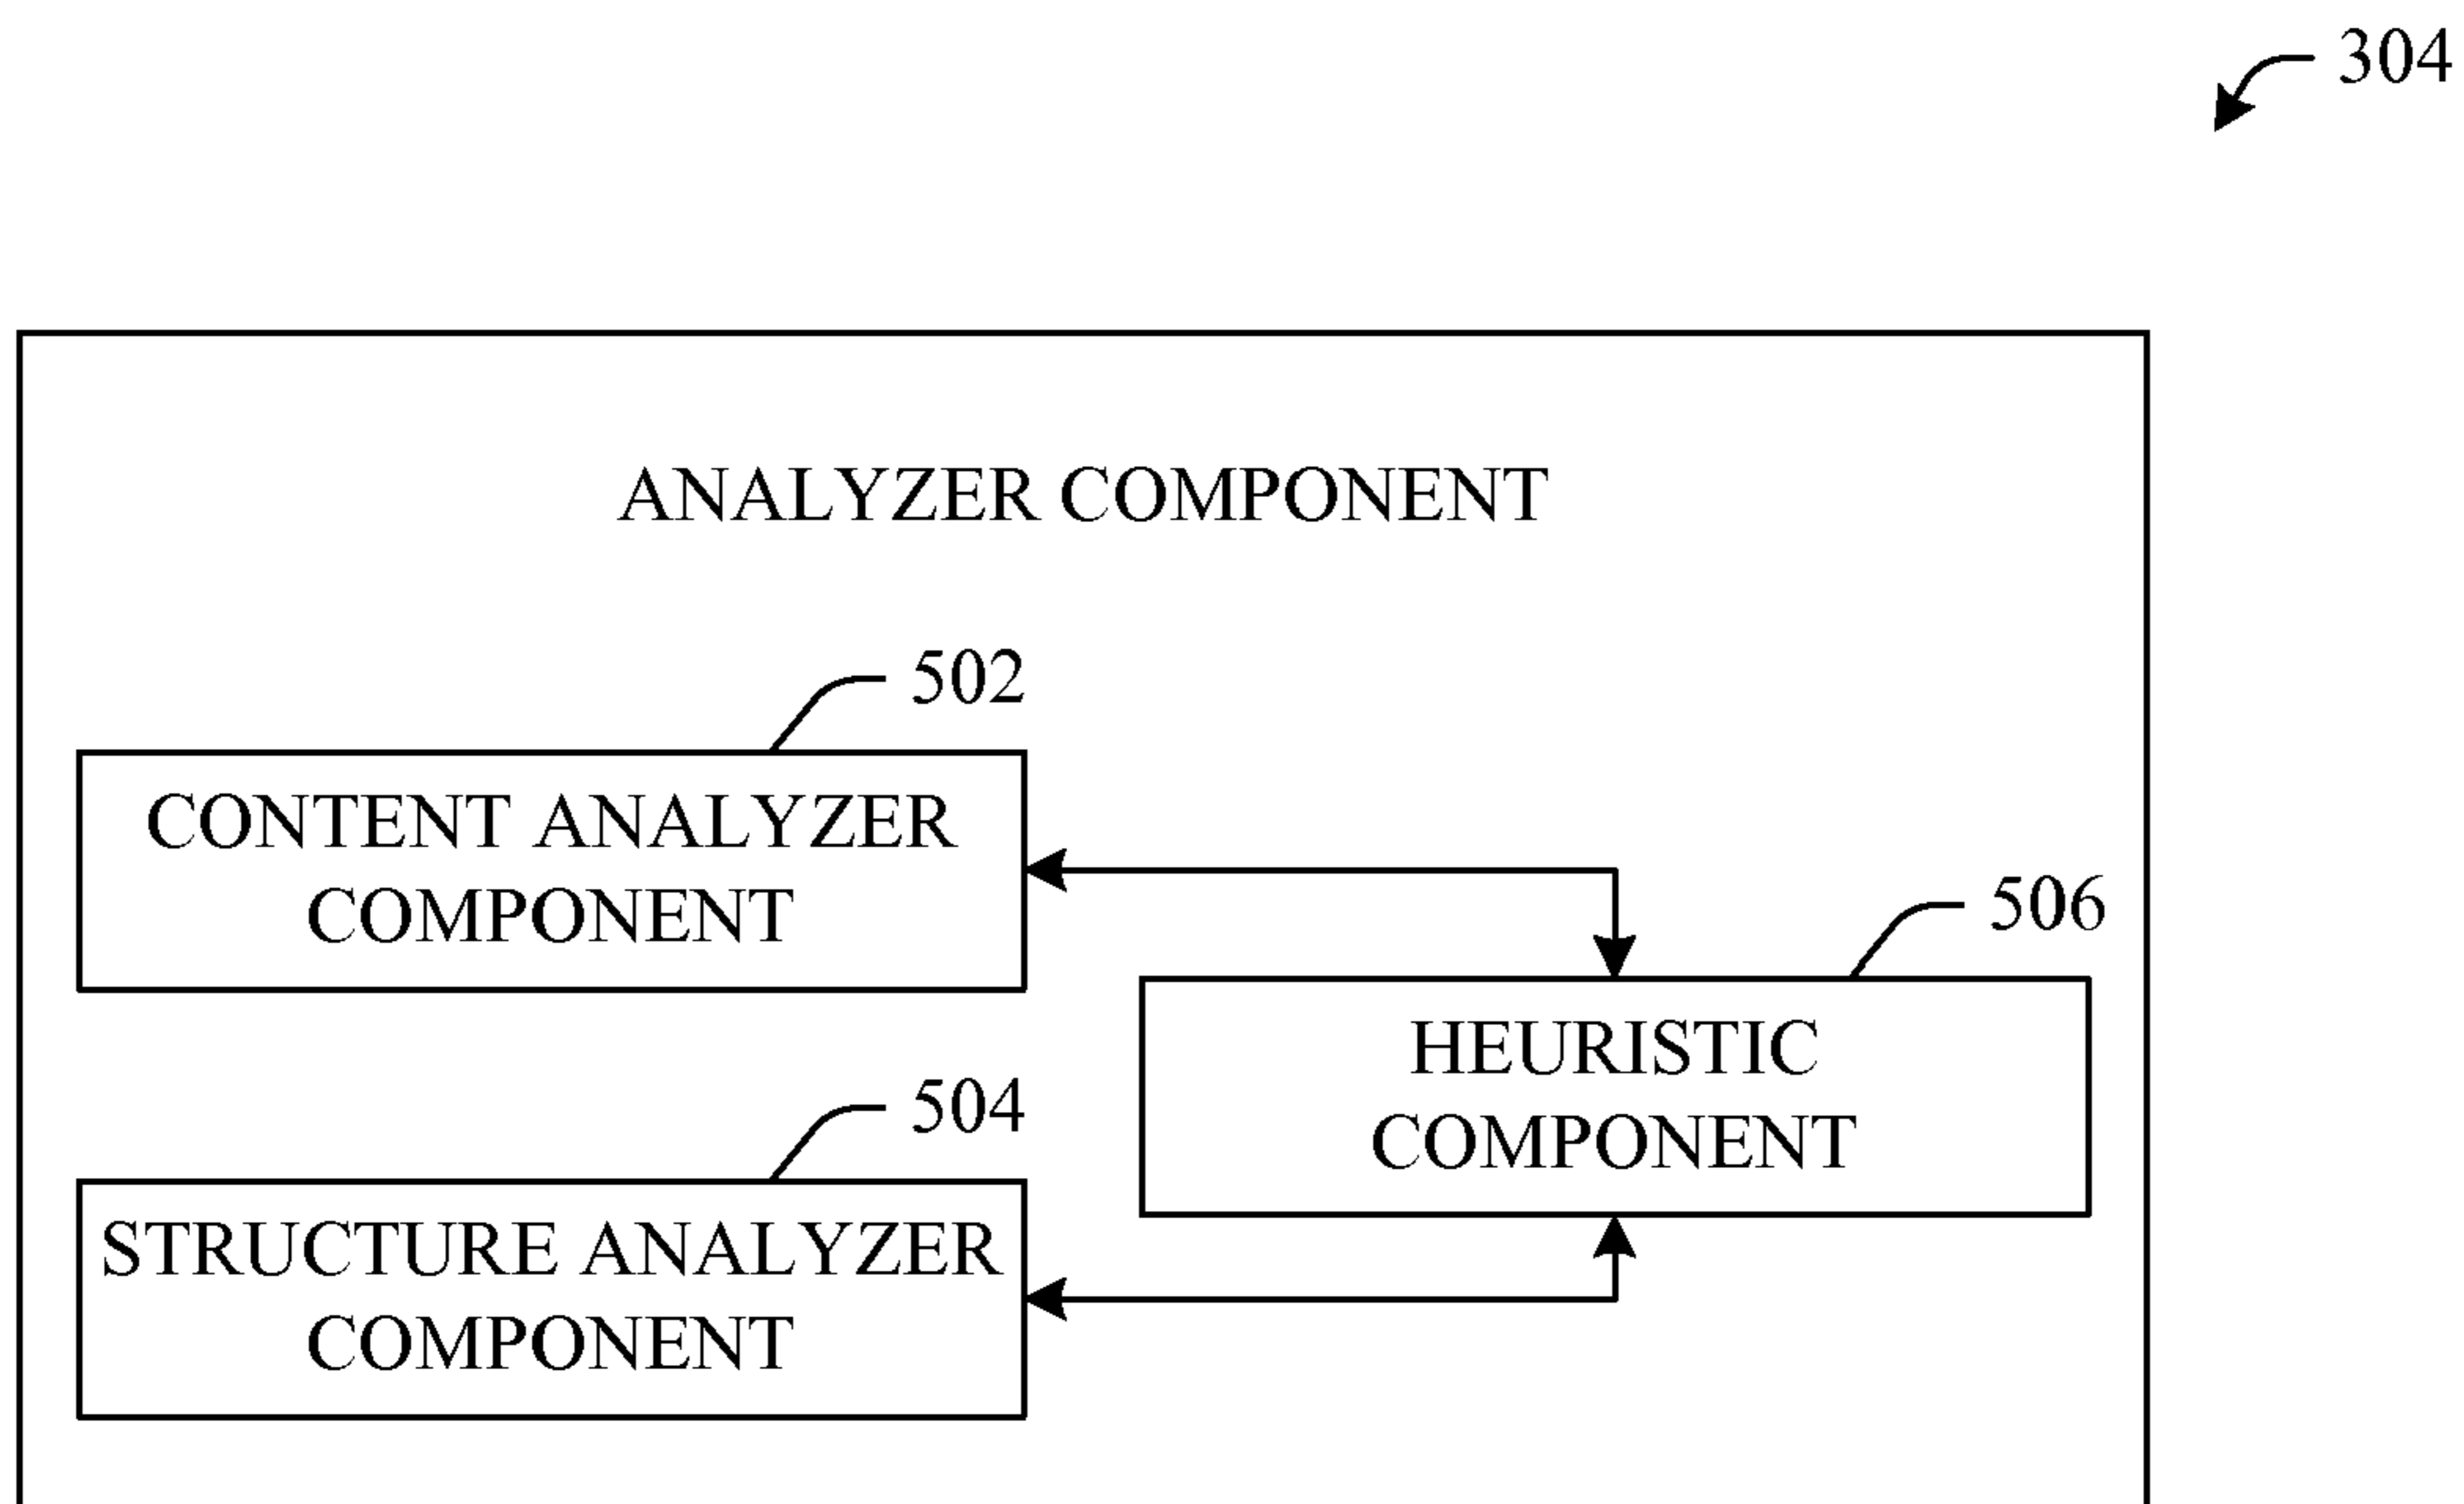 304
ANALYZER COMPONENT
502
CONTENT ANALYZER
COMPONENT
506
HEURISTIC
COMPONENT
504
STRUCTURE ANALYZER
COMPONENT